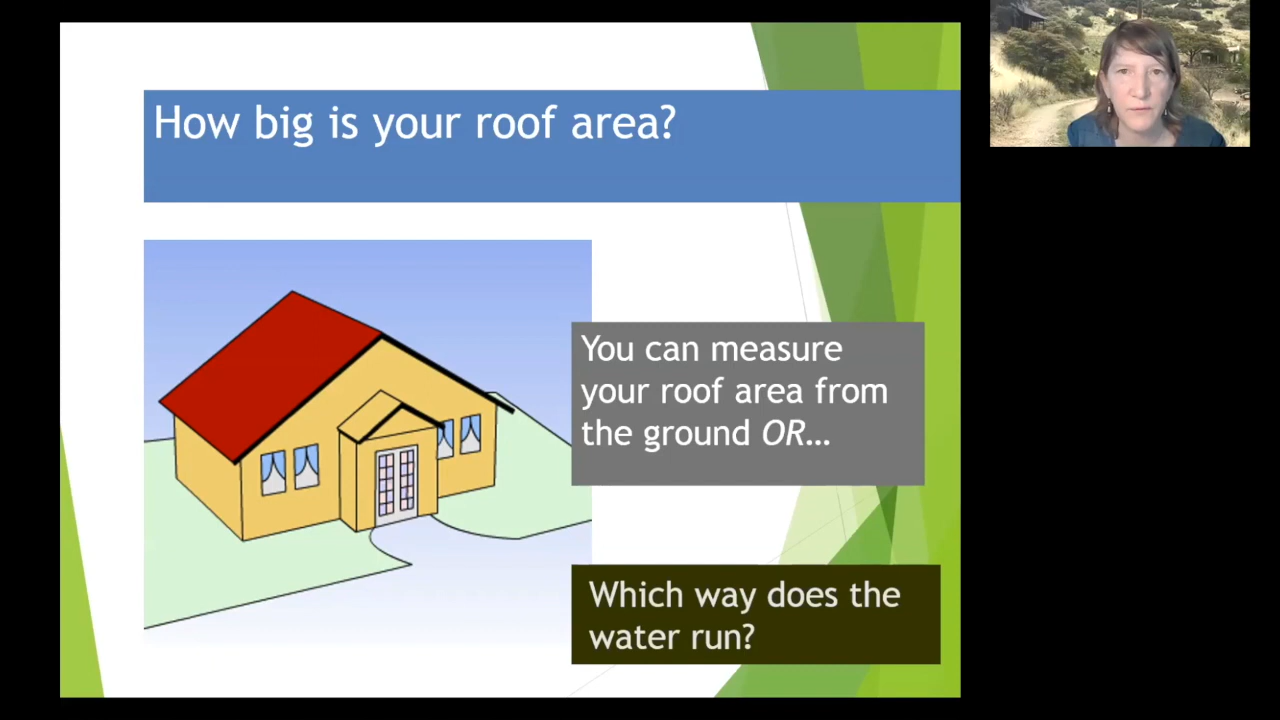 How big is your roof area?
You can measure
your roof area from
the ground OR…
Which way does the
water run?